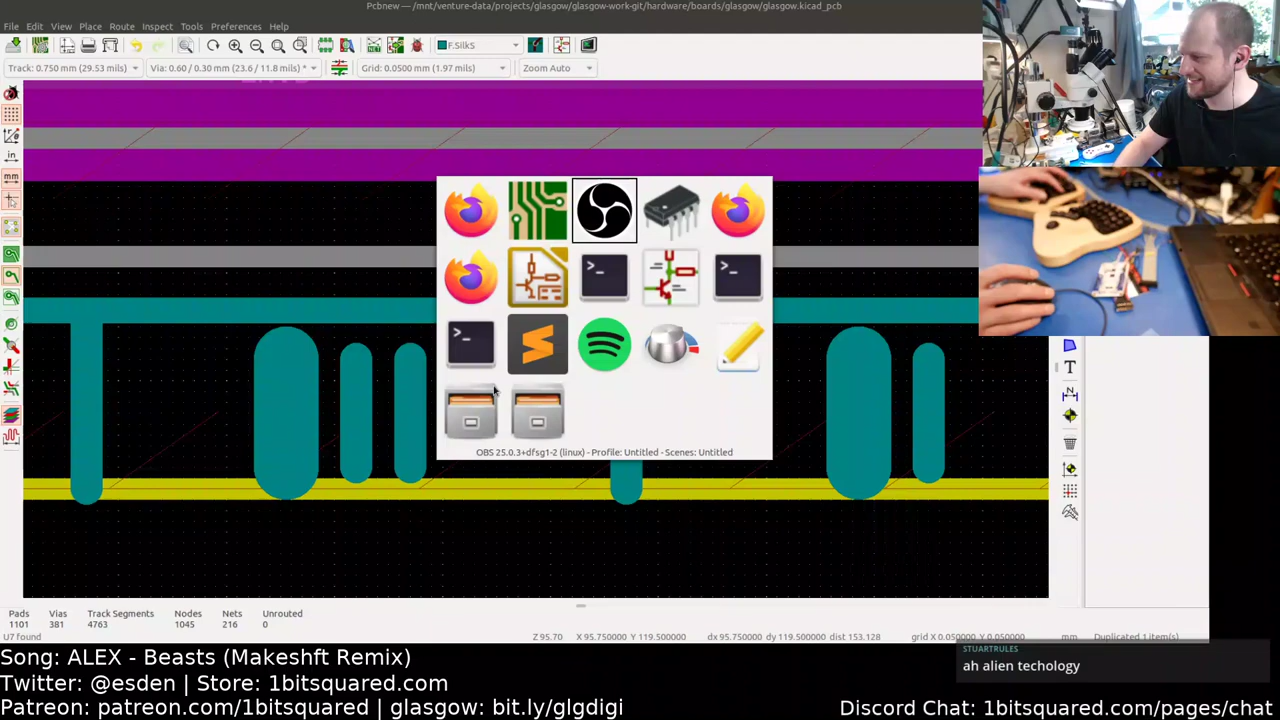 Pcbnew — /mnt/venture-data/projects/glasgow/glasgow-work-git/hardware/boards/glasgow/glasgow.kicad_pcb
File Edit View Place Route Inspect Tools Preferences Help
F.SilkS
Track: 0.750 mm (29.53 mils) Via: 0.60 / 0.30 mm (23.6 / 11.8 mils) * Grid: 0.0500 mm (1.97 mils) Zoom Auto
in
mm
OBS 25.0.3+dfsg1-2 (linux) - Profile: Untitled - Scenes: Untitled
Pads Vias Track Segments Nodes Nets Unrouted
1101 381 4763 1045 216 0
U7 found Z 95.70 X 95.750000 Y 119.500000 dx 95.750000 dy 119.500000 dist 153.128 grid X 0.050000 Y 0.050000 mm Duplicated 1 item(s)
STUARTRULES
ah alien techology
Song: ALEX - Beasts (Makeshft Remix)
Twitter: @esden | Store: 1bitsquared.com
Patreon: patreon.com/1bitsquared | glasgow: bit.ly/glgdigi
Discord Chat: 1bitsquared.com/pages/chat